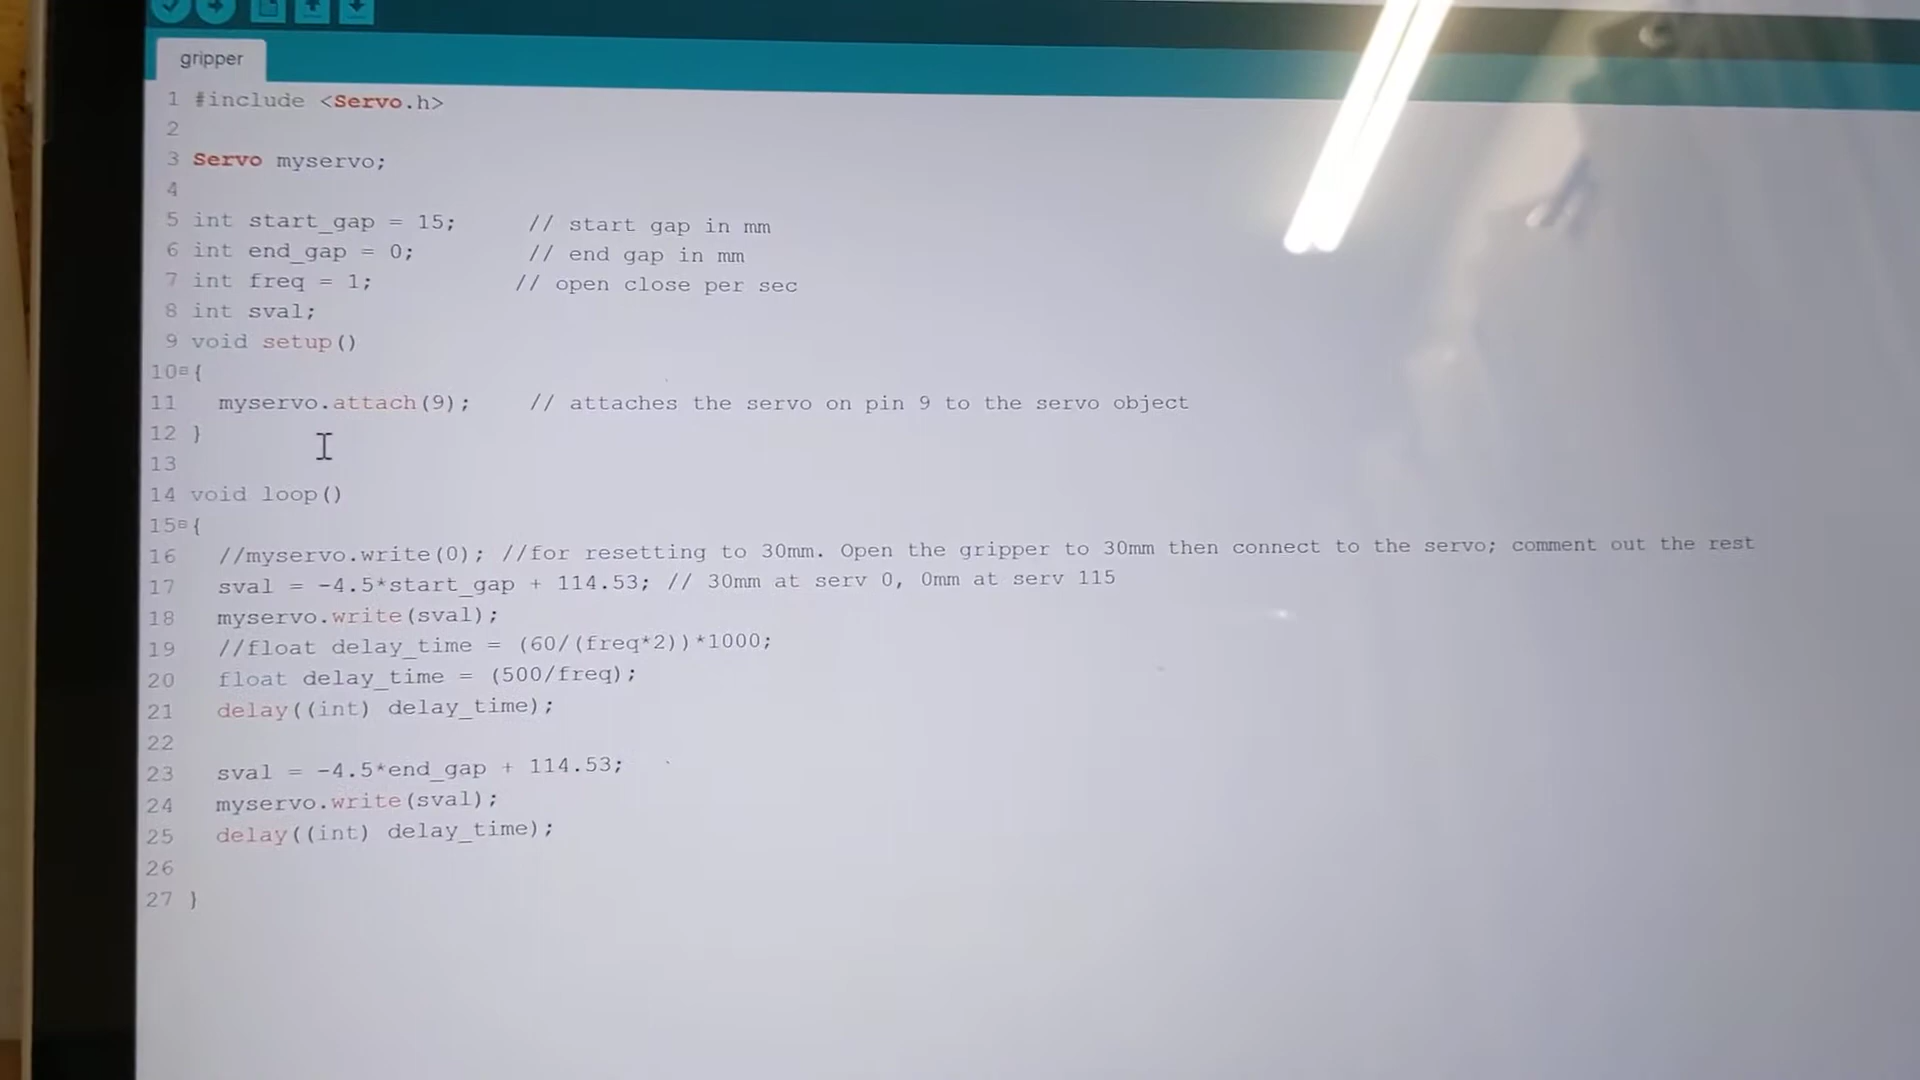 gripper
1 #include <Servo.h>
2
3 Servo myservo;
4
5 int start_gap = 15; // start gap in mm
6 int end_gap = 0; // end gap in mm
7 int freq = 1; // open close per sec
8 int sval;
9 void setup()
10 {
11 myservo.attach(9); // attaches the servo on pin 9 to the servo object
12 }
13
14 void loop()
15 {
16 //myservo.write(0); //for resetting to 30mm. Open the gripper to 30mm then connect to the servo; comment out the rest
17 sval = -4.5*start_gap + 114.53; // 30mm at serv 0, 0mm at serv 115
18 myservo.write(sval);
19 //float delay_time = (60/(freq*2))*1000;
20 float delay_time = (500/freq);
21 delay((int) delay_time);
22
23 sval = -4.5*end_gap + 114.53;
24 myservo.write(sval);
25 delay((int) delay_time);
26
27 }